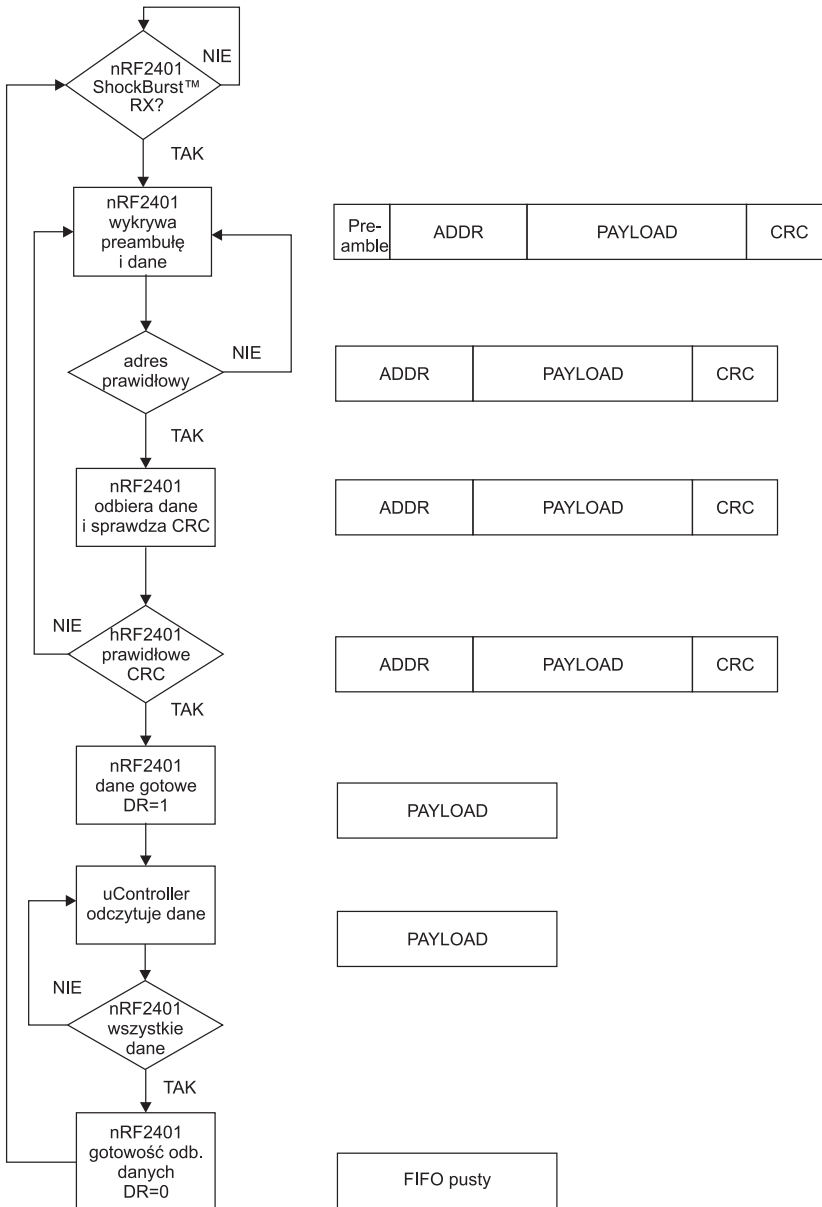 NIE
nRF2401
ShockBurst™
RX?
TAK
nRF2401
wykrywa
preambułę
i dane
Pre-
amble
ADDR
PAYLOAD
CRC
adres
prawidłowy
NIE
ADDR
PAYLOAD
CRC
TAK
nRF2401
odbiera dane
i sprawdza CRC
ADDR
PAYLOAD
CRC
NIE
hRF2401
prawidłowe
CRC
ADDR
PAYLOAD
CRC
TAK
nRF2401
dane gotowe
DR=1
PAYLOAD
uController
odczytuje dane
PAYLOAD
NIE
nRF2401
wszystkie
dane
TAK
nRF2401
gotowość odb.
danych
DR=0
FIFO pusty